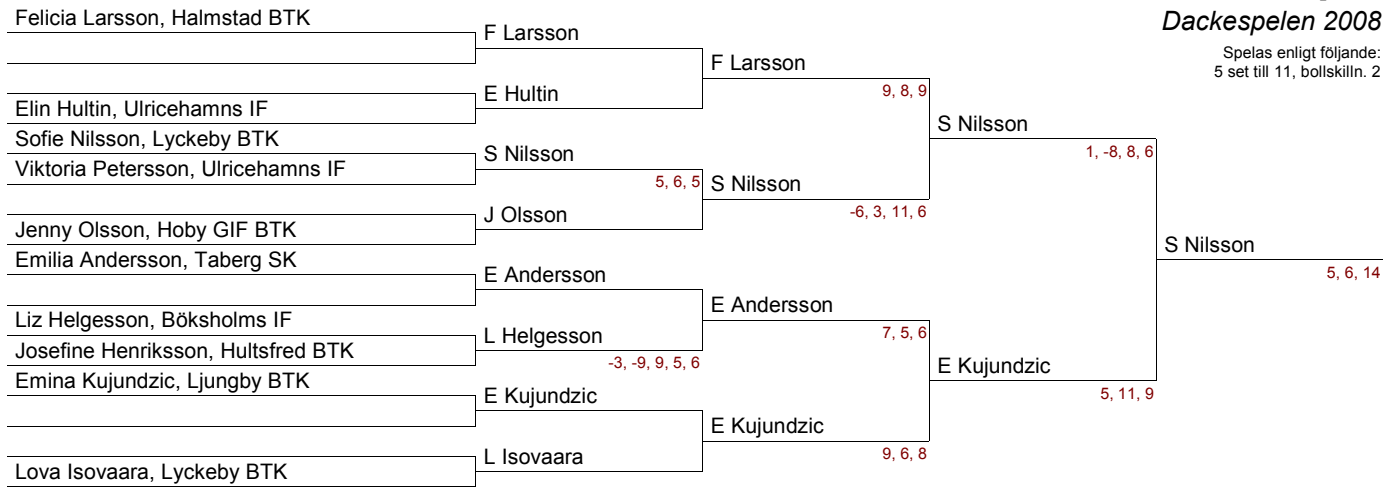 Felicia Larsson, Halmstad BTK
Dackespelen 2008
F Larsson
Spelas enligt följande:
F Larsson
5 set till 11, bollskilln. 2
E Hultin
9, 8, 9
Elin Hultin, Ulricehamns IF
S Nilsson
Sofie Nilsson, Lyckeby BTK
S Nilsson
1, -8, 8, 6
Viktoria Petersson, Ulricehamns IF
5, 6, 5
S Nilsson
J Olsson
-6, 3, 11, 6
Jenny Olsson, Hoby GIF BTK
S Nilsson
Emilia Andersson, Taberg SK
E Andersson
5, 6, 14
E Andersson
Liz Helgesson, Böksholms IF
L Helgesson
7, 5, 6
Josefine Henriksson, Hultsfred BTK
-3, -9, 9, 5, 6
E Kujundzic
Emina Kujundzic, Ljungby BTK
E Kujundzic
5, 11, 9
E Kujundzic
L Isovaara
9, 6, 8
Lova Isovaara, Lyckeby BTK